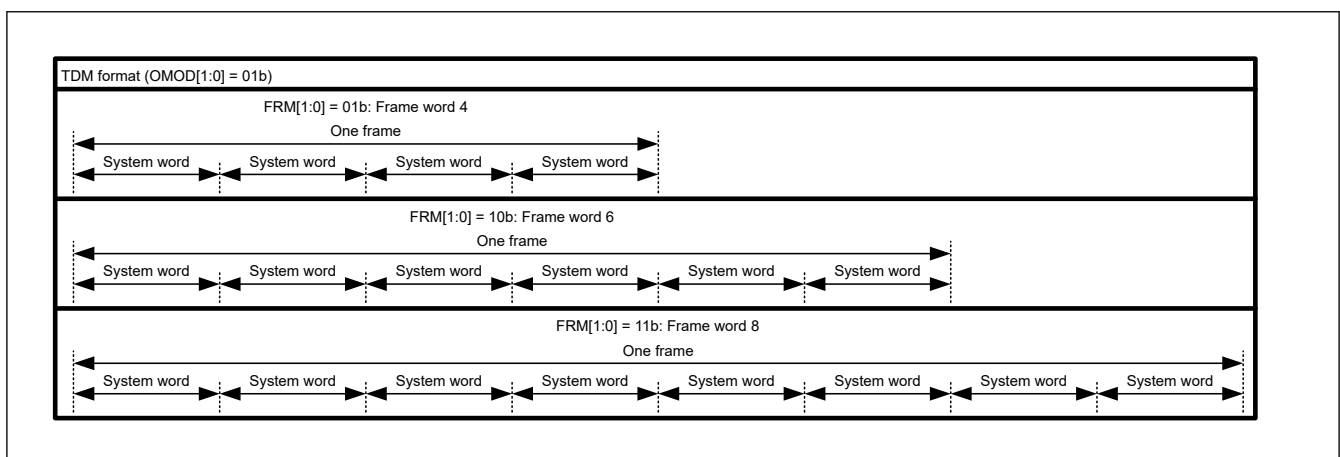 TDM format (OMOD[1:0] = 01b)
FRM[1:0] = 01b: Frame word 4
One frame
System word System word System word System word
FRM[1:0] = 10b: Frame word 6
One frame
System word System word System word System word System word System word
FRM[1:0] = 11b: Frame word 8
One frame
System word System word System word System word System word System word System word System word